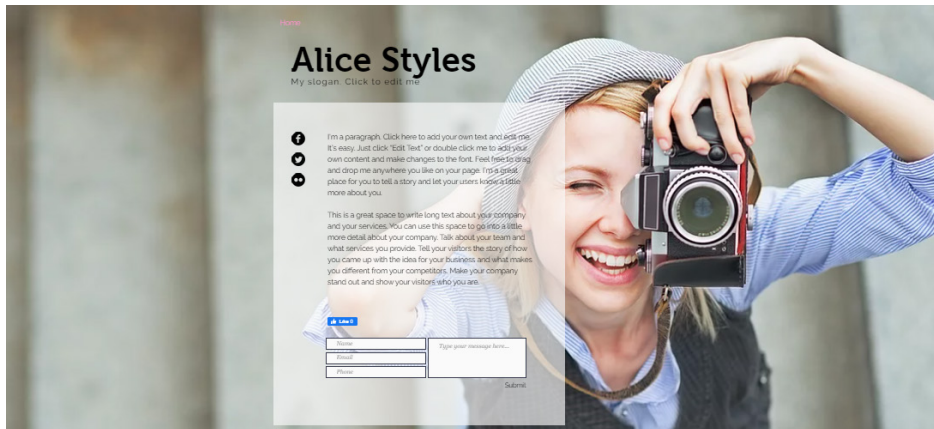 Home
Alice Styles
My slogan. Click to edit me
I'm a paragraph. Click here to add your own text and edit me.
It's easy. Just click "Edit Text" or double click me to add your
own content and make changes to the font. Feel free to drag
and drop me anywhere you like on your page. I'm a great
place for you to tell a story and let your users know a little
more about you.
This is a great space to write long text about your company
and your services. You can use this space to go into a little
more detail about your company. Talk about your team and
what services you provide. Tell your visitors the story of how
you came up with the idea for your business and what makes
you different from your competitors. Make your company
stand out and show your visitors who you are.
Like 0
Name
Type your message here...
Email
Phone
Submit